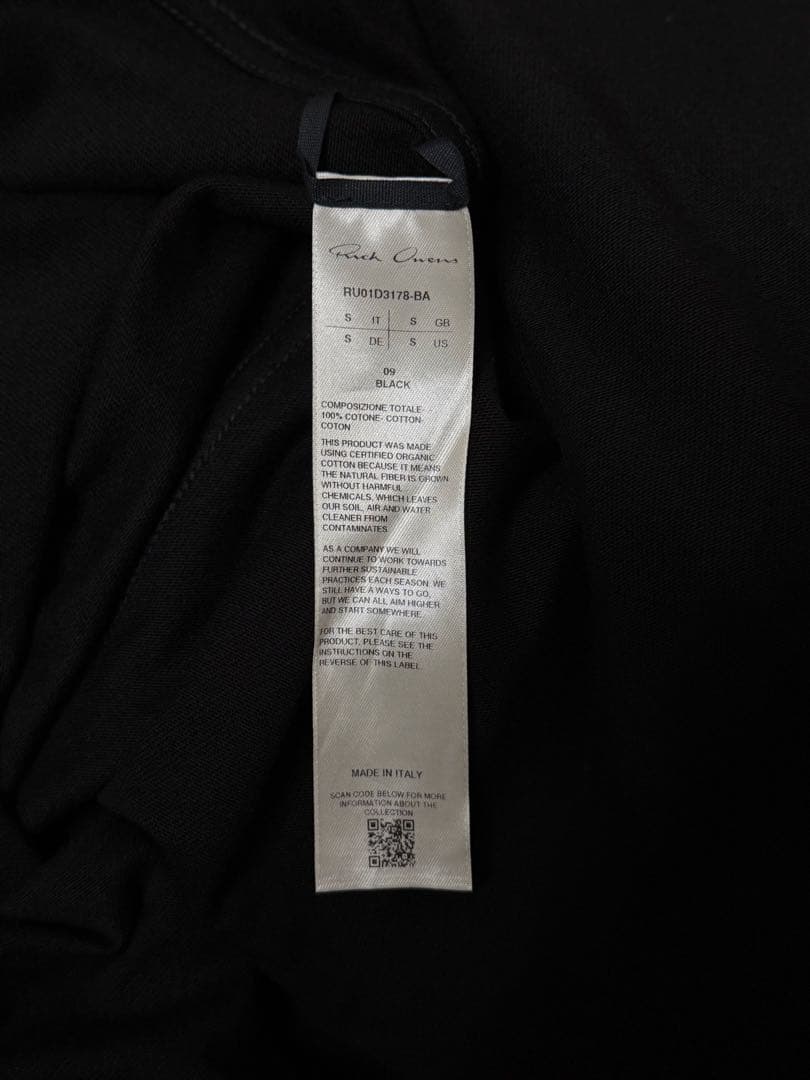 Rick Owens
RU01D3178-BA
S IT S GB
S DE S US
09
BLACK
COMPOSIZIONE TOTALE-
100% COTONE- COTTON-
COTON
THIS PRODUCT WAS MADE
USING CERTIFIED ORGANIC
COTTON BECAUSE IT MEANS
THE NATURAL FIBER IS GROWN
WITHOUT HARMFUL
CHEMICALS, WHICH LEAVES
OUR SOIL, AIR AND WATER
CLEANER FROM
CONTAMINATES.
AS A COMPANY WE WILL
CONTINUE TO WORK TOWARDS
FURTHER SUSTAINABLE
PRACTICES EACH SEASON. WE
STILL HAVE A WAYS TO GO,
BUT WE CAN ALL AIM HIGHER
AND START SOMEWHERE.
FOR THE BEST CARE OF THIS
PRODUCT, PLEASE SEE THE
INSTRUCTIONS ON THE
REVERSE OF THIS LABEL.
MADE IN ITALY
SCAN CODE BELOW FOR MORE
INFORMATION ABOUT THE
COLLECTION